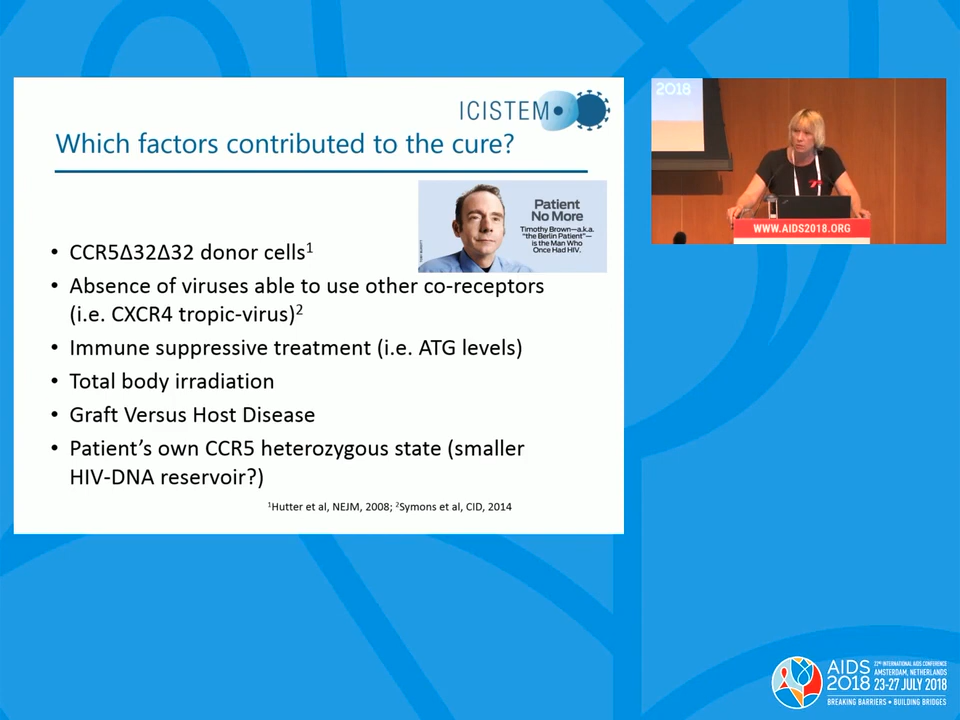 ICISTEM
Which factors contributed to the cure?
Patient
No More
Timothy Brown—a.k.a.
"the Berlin Patient"—
is the Man Who
Once Had HIV.
• CCR5Δ32Δ32 donor cells¹
• Absence of viruses able to use other co-receptors
(i.e. CXCR4 tropic-virus)²
• Immune suppressive treatment (i.e. ATG levels)
• Total body irradiation
• Graft Versus Host Disease
• Patient's own CCR5 heterozygous state (smaller
HIV-DNA reservoir?)
¹Hutter et al, NEJM, 2008; ²Symons et al, CID, 2014
2018
WWW.AIDS2018.ORG
AIDS
2018
22ND INTERNATIONAL AIDS CONFERENCE
AMSTERDAM, NETHERLANDS
23-27 JULY 2018
BREAKING BARRIERS • BUILDING BRIDGES